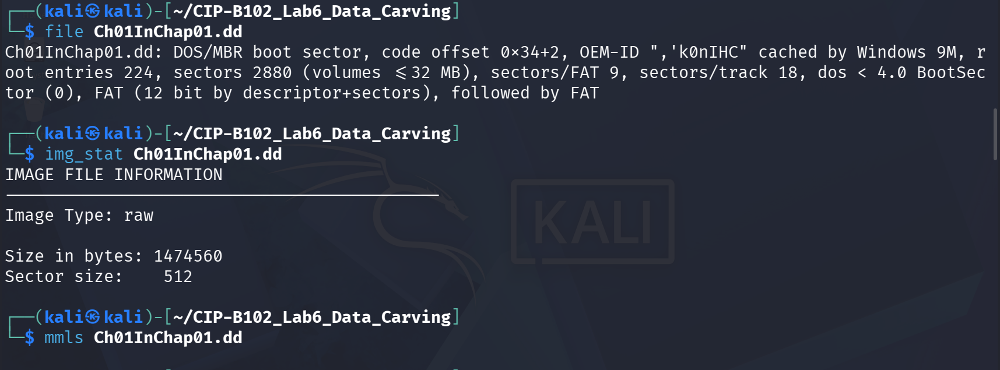 ┌──(kali㉿kali)-[~/CIP-B102_Lab6_Data_Carving]
└─$ file Ch01InChap01.dd
Ch01InChap01.dd: DOS/MBR boot sector, code offset 0×34+2, OEM-ID ",'k0nIHC" cached by Windows 9M, r
oot entries 224, sectors 2880 (volumes ≤32 MB), sectors/FAT 9, sectors/track 18, dos < 4.0 BootSec
tor (0), FAT (12 bit by descriptor+sectors), followed by FAT
┌──(kali㉿kali)-[~/CIP-B102_Lab6_Data_Carving]
└─$ img_stat Ch01InChap01.dd
IMAGE FILE INFORMATION
Image Type: raw
KALI
Size in bytes: 1474560
Sector size:    512
┌──(kali㉿kali)-[~/CIP-B102_Lab6_Data_Carving]
└─$ mmls Ch01InChap01.dd